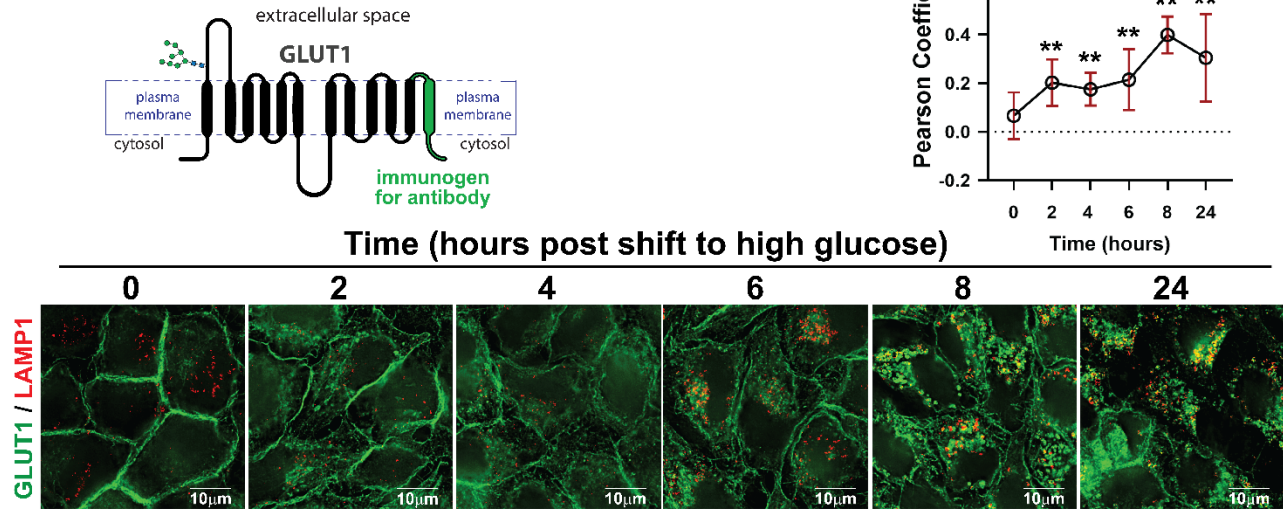 extracellular space
GLUT1
plasma
membrane
plasma
membrane
cytosol
cytosol
immunogen
for antibody
Pearson
** ** ** ** ** **
0.4
0.2
0.0
-0.2
0 2 4 6 8 24
Time (hours)
Time (hours post shift to high glucose)
0 2 4 6 8 24
GLUT1 / LAMP1
10μm 10μm 10μm 10μm 10μm 10μm